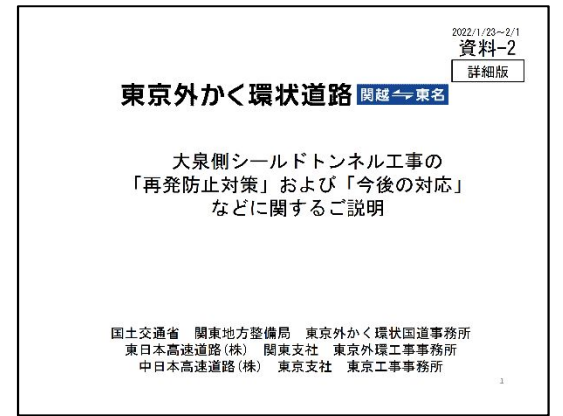 2022/1/23~2/1
資料-2
詳細版
東京外かく環状道路 関越⇆東名
大泉側シールドトンネル工事の
「再発防止対策」および「今後の対応」
などに関するご説明
国土交通省 関東地方整備局 東京外かく環状国道事務所
東日本高速道路(株) 関東支社 東京外環工事事務所
中日本高速道路(株) 東京支社 東京工事事務所
1